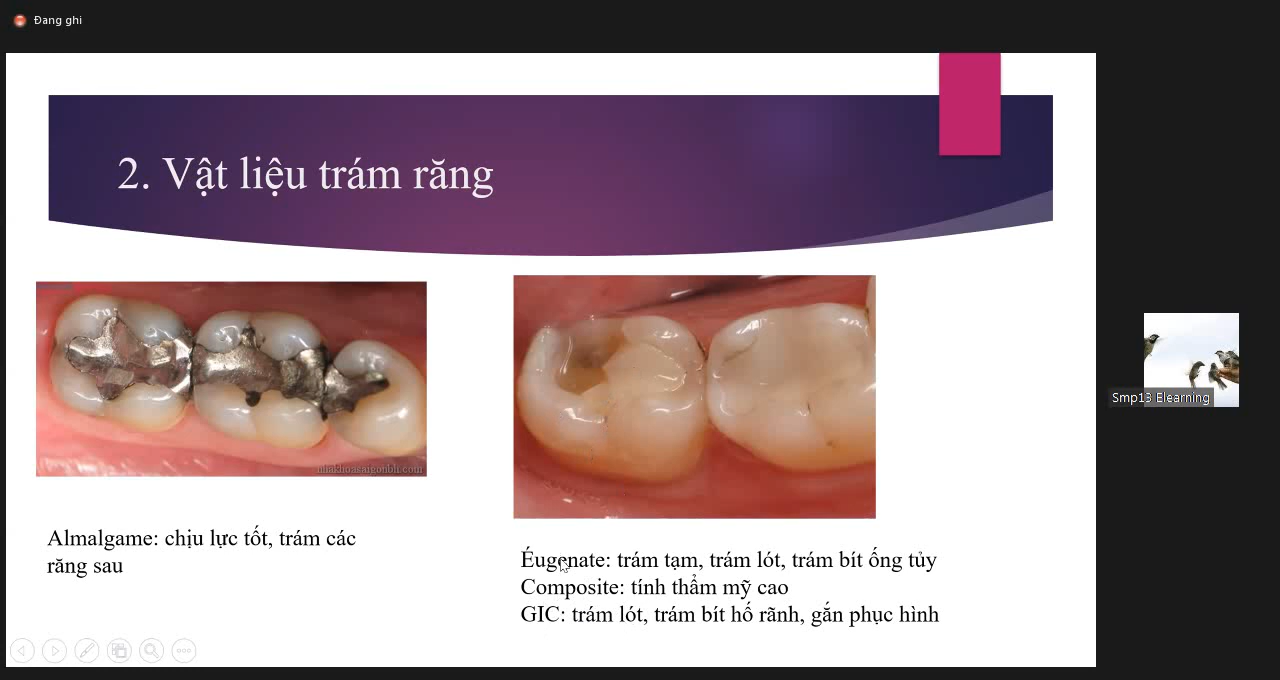 Đang ghi
2. Vật liệu trám răng
nhakhoasaigonbh.com
Almalgame: chịu lực tốt, trám các
răng sau
Éugenate: trám tạm, trám lót, trám bít ống tủy
Composite: tính thẩm mỹ cao
GIC: trám lót, trám bít hố rãnh, gắn phục hình
Smp13 Elearning